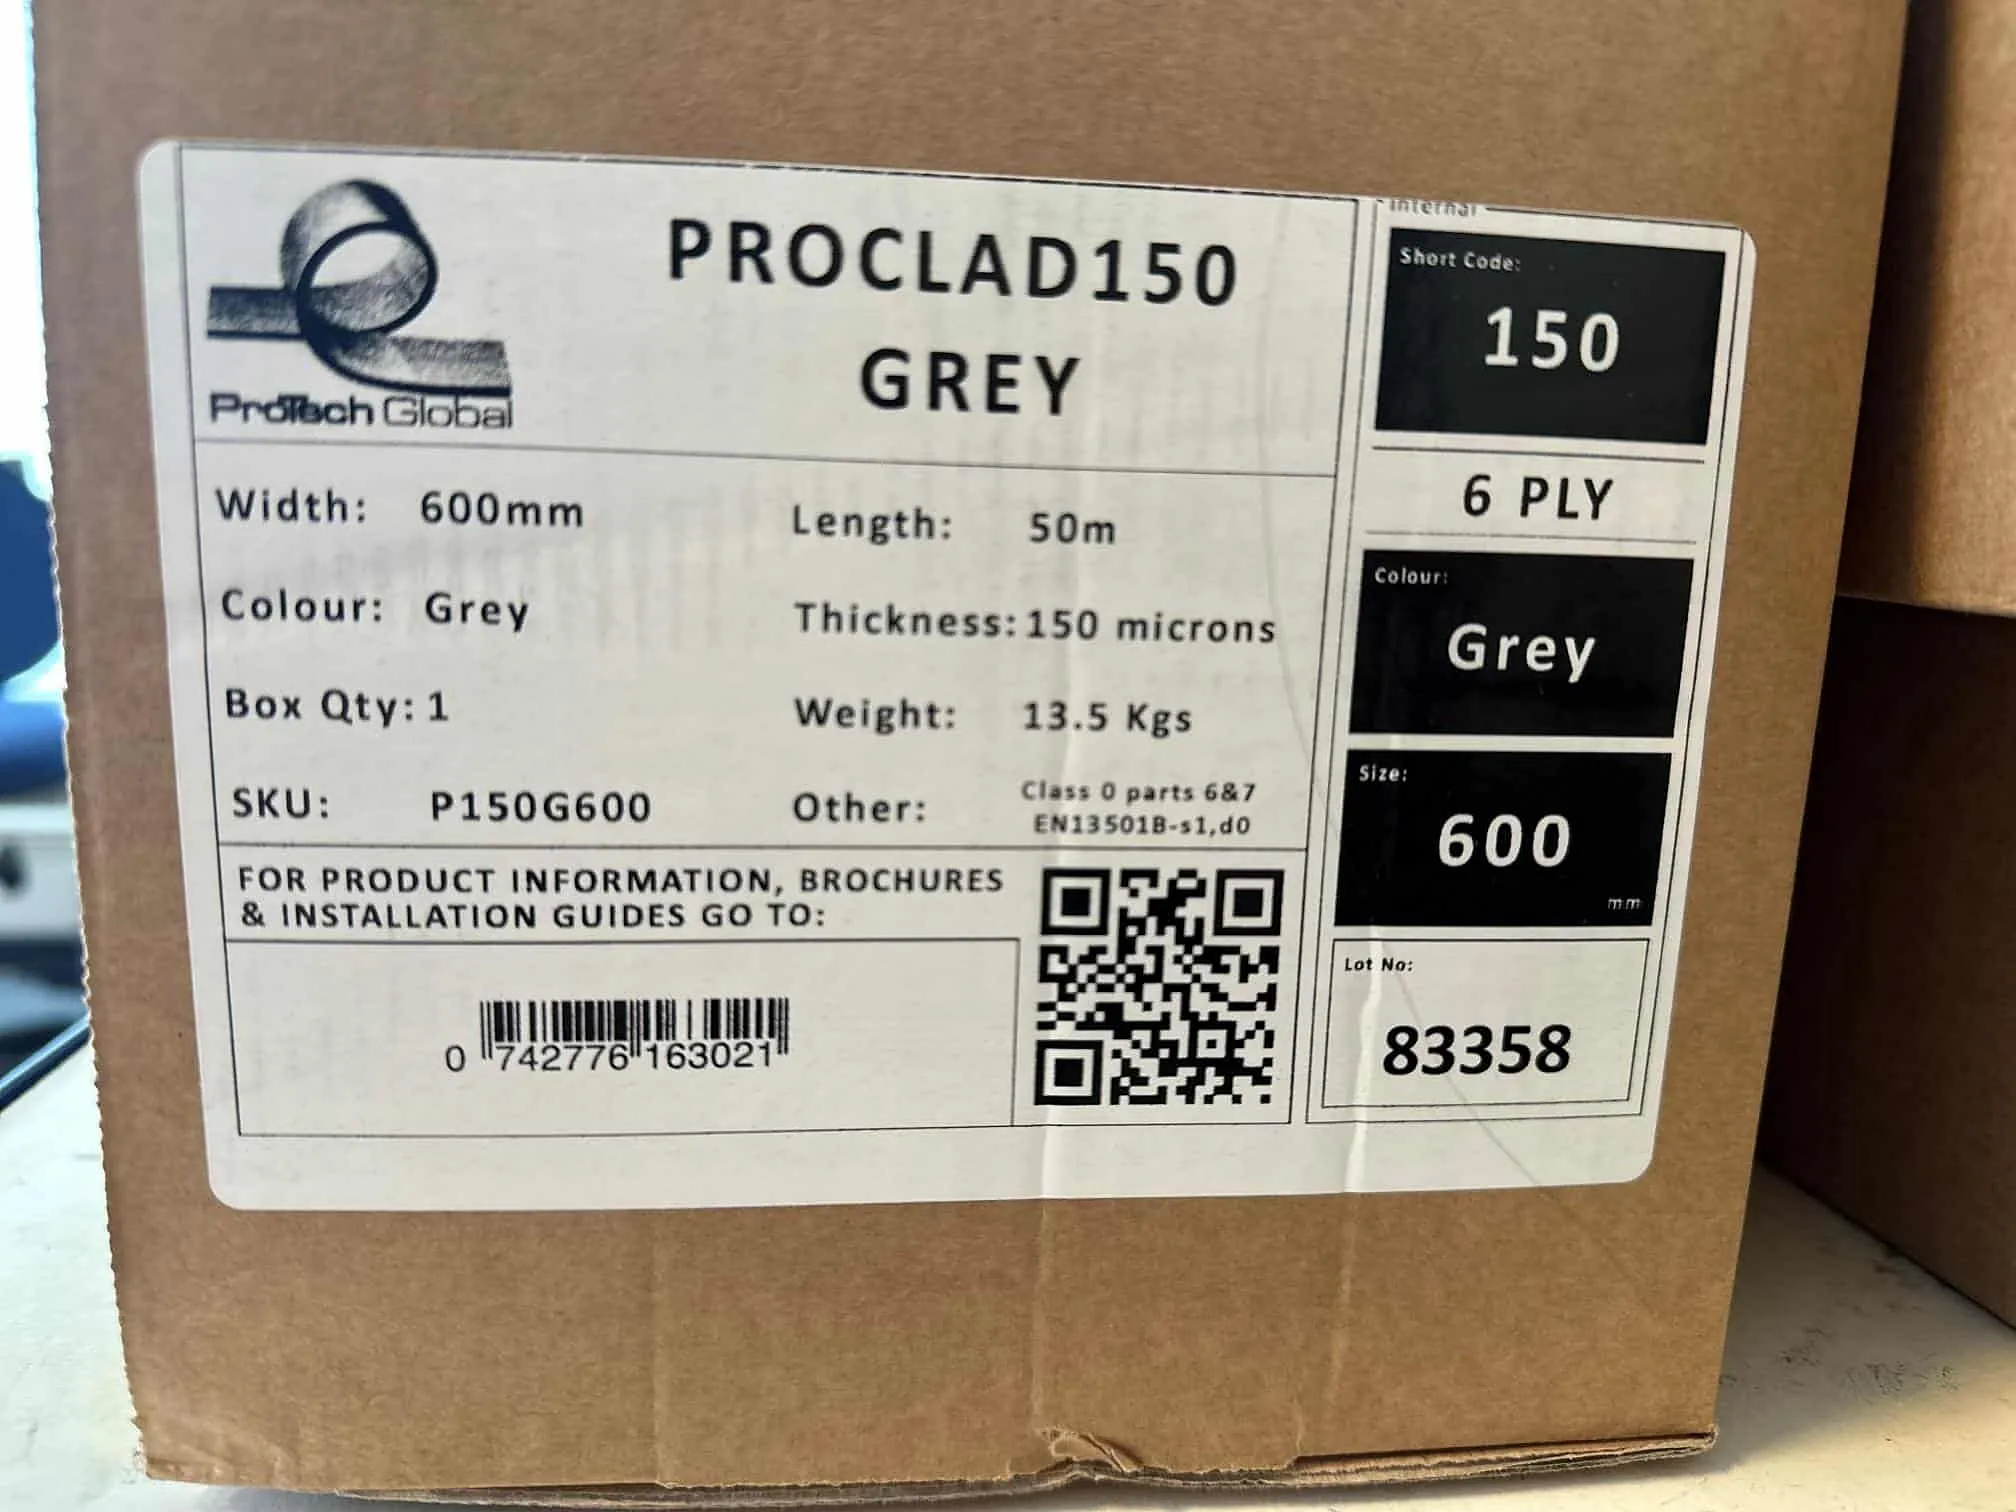 ProTech Global
PROCLAD150
GREY
Width: 600mm
Length: 50m
Colour: Grey
Thickness: 150 microns
Box Qty: 1
Weight: 13.5 Kgs
SKU: P150G600
Other: Class 0 parts 6&7
EN13501B-s1,d0
FOR PRODUCT INFORMATION, BROCHURES
& INSTALLATION GUIDES GO TO:
0 742776 163021
Internal
Short Code:
150
6 PLY
Colour:
Grey
Size:
600
mm
Lot No:
83358